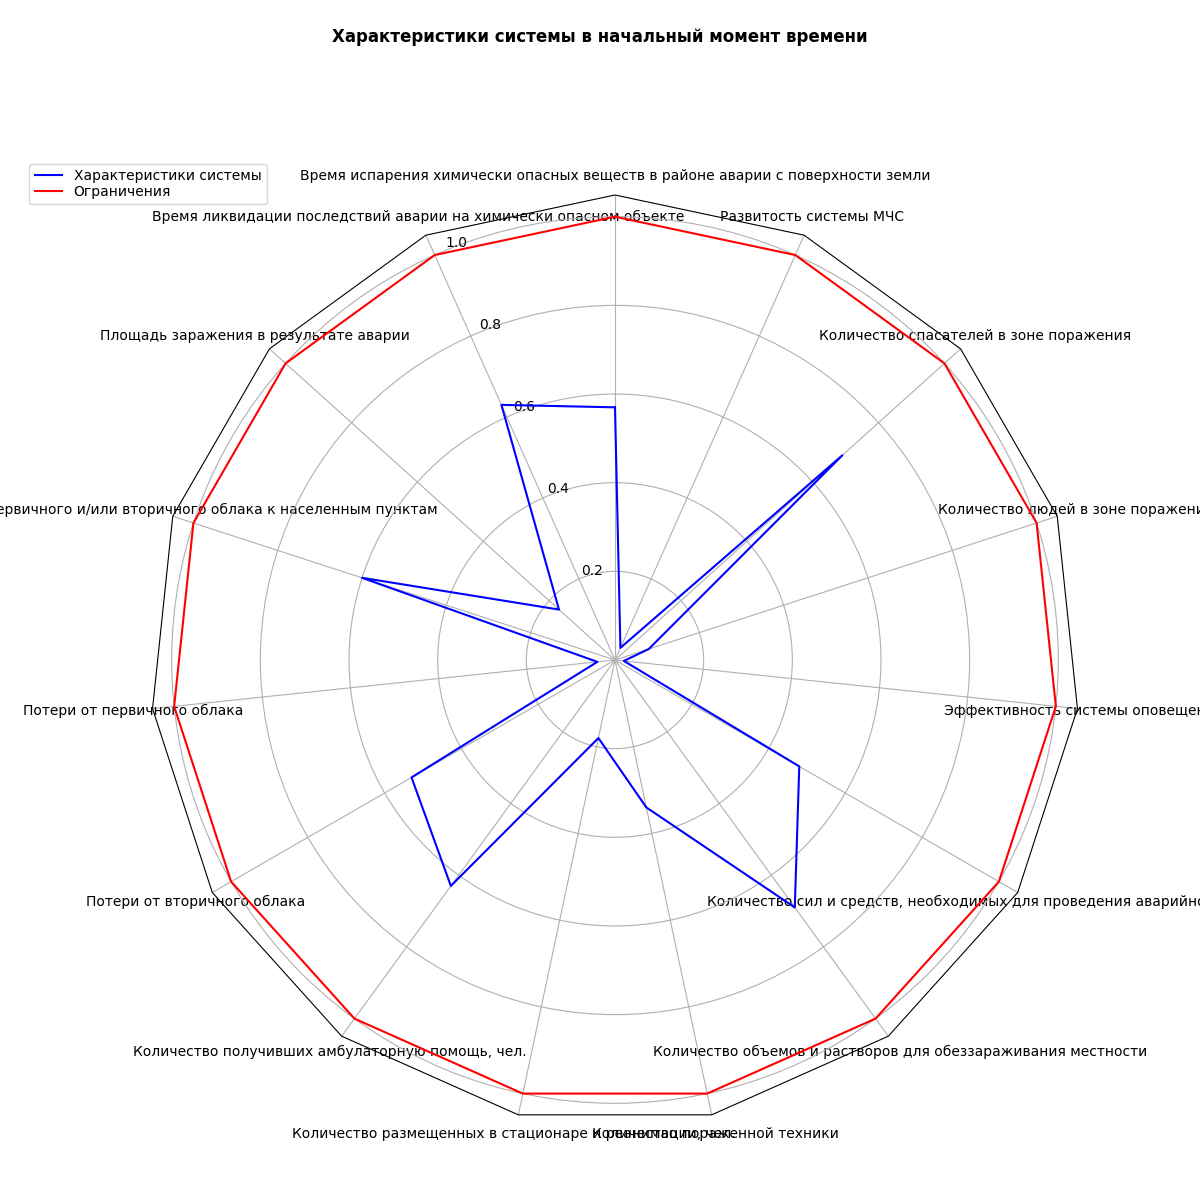 Характеристики системы в начальный момент времени
Характеристики системы
Ограничения
Время испарения химически опасных веществ в районе аварии с поверхности земли
Время ликвидации последствий аварии на химически опасном объекте
Развитость системы МЧС
1.0
0.8
Площадь заражения в результате аварии
Количество спасателей в зоне поражения
0.6
0.4
ервичного и/или вторичного облака к населенным пунктам
Количество людей в зоне поражени
0.2
Потери от первичного облака
Эффективность системы оповещен
Потери от вторичного облака
Количество сил и средств, необходимых для проведения аварийно
Количество получивших амбулаторную помощь, чел.
Количество объемов и растворов для обеззараживания местности
Количество размещенных в стационаре и реанимации, чел.
Количество пораженной техники